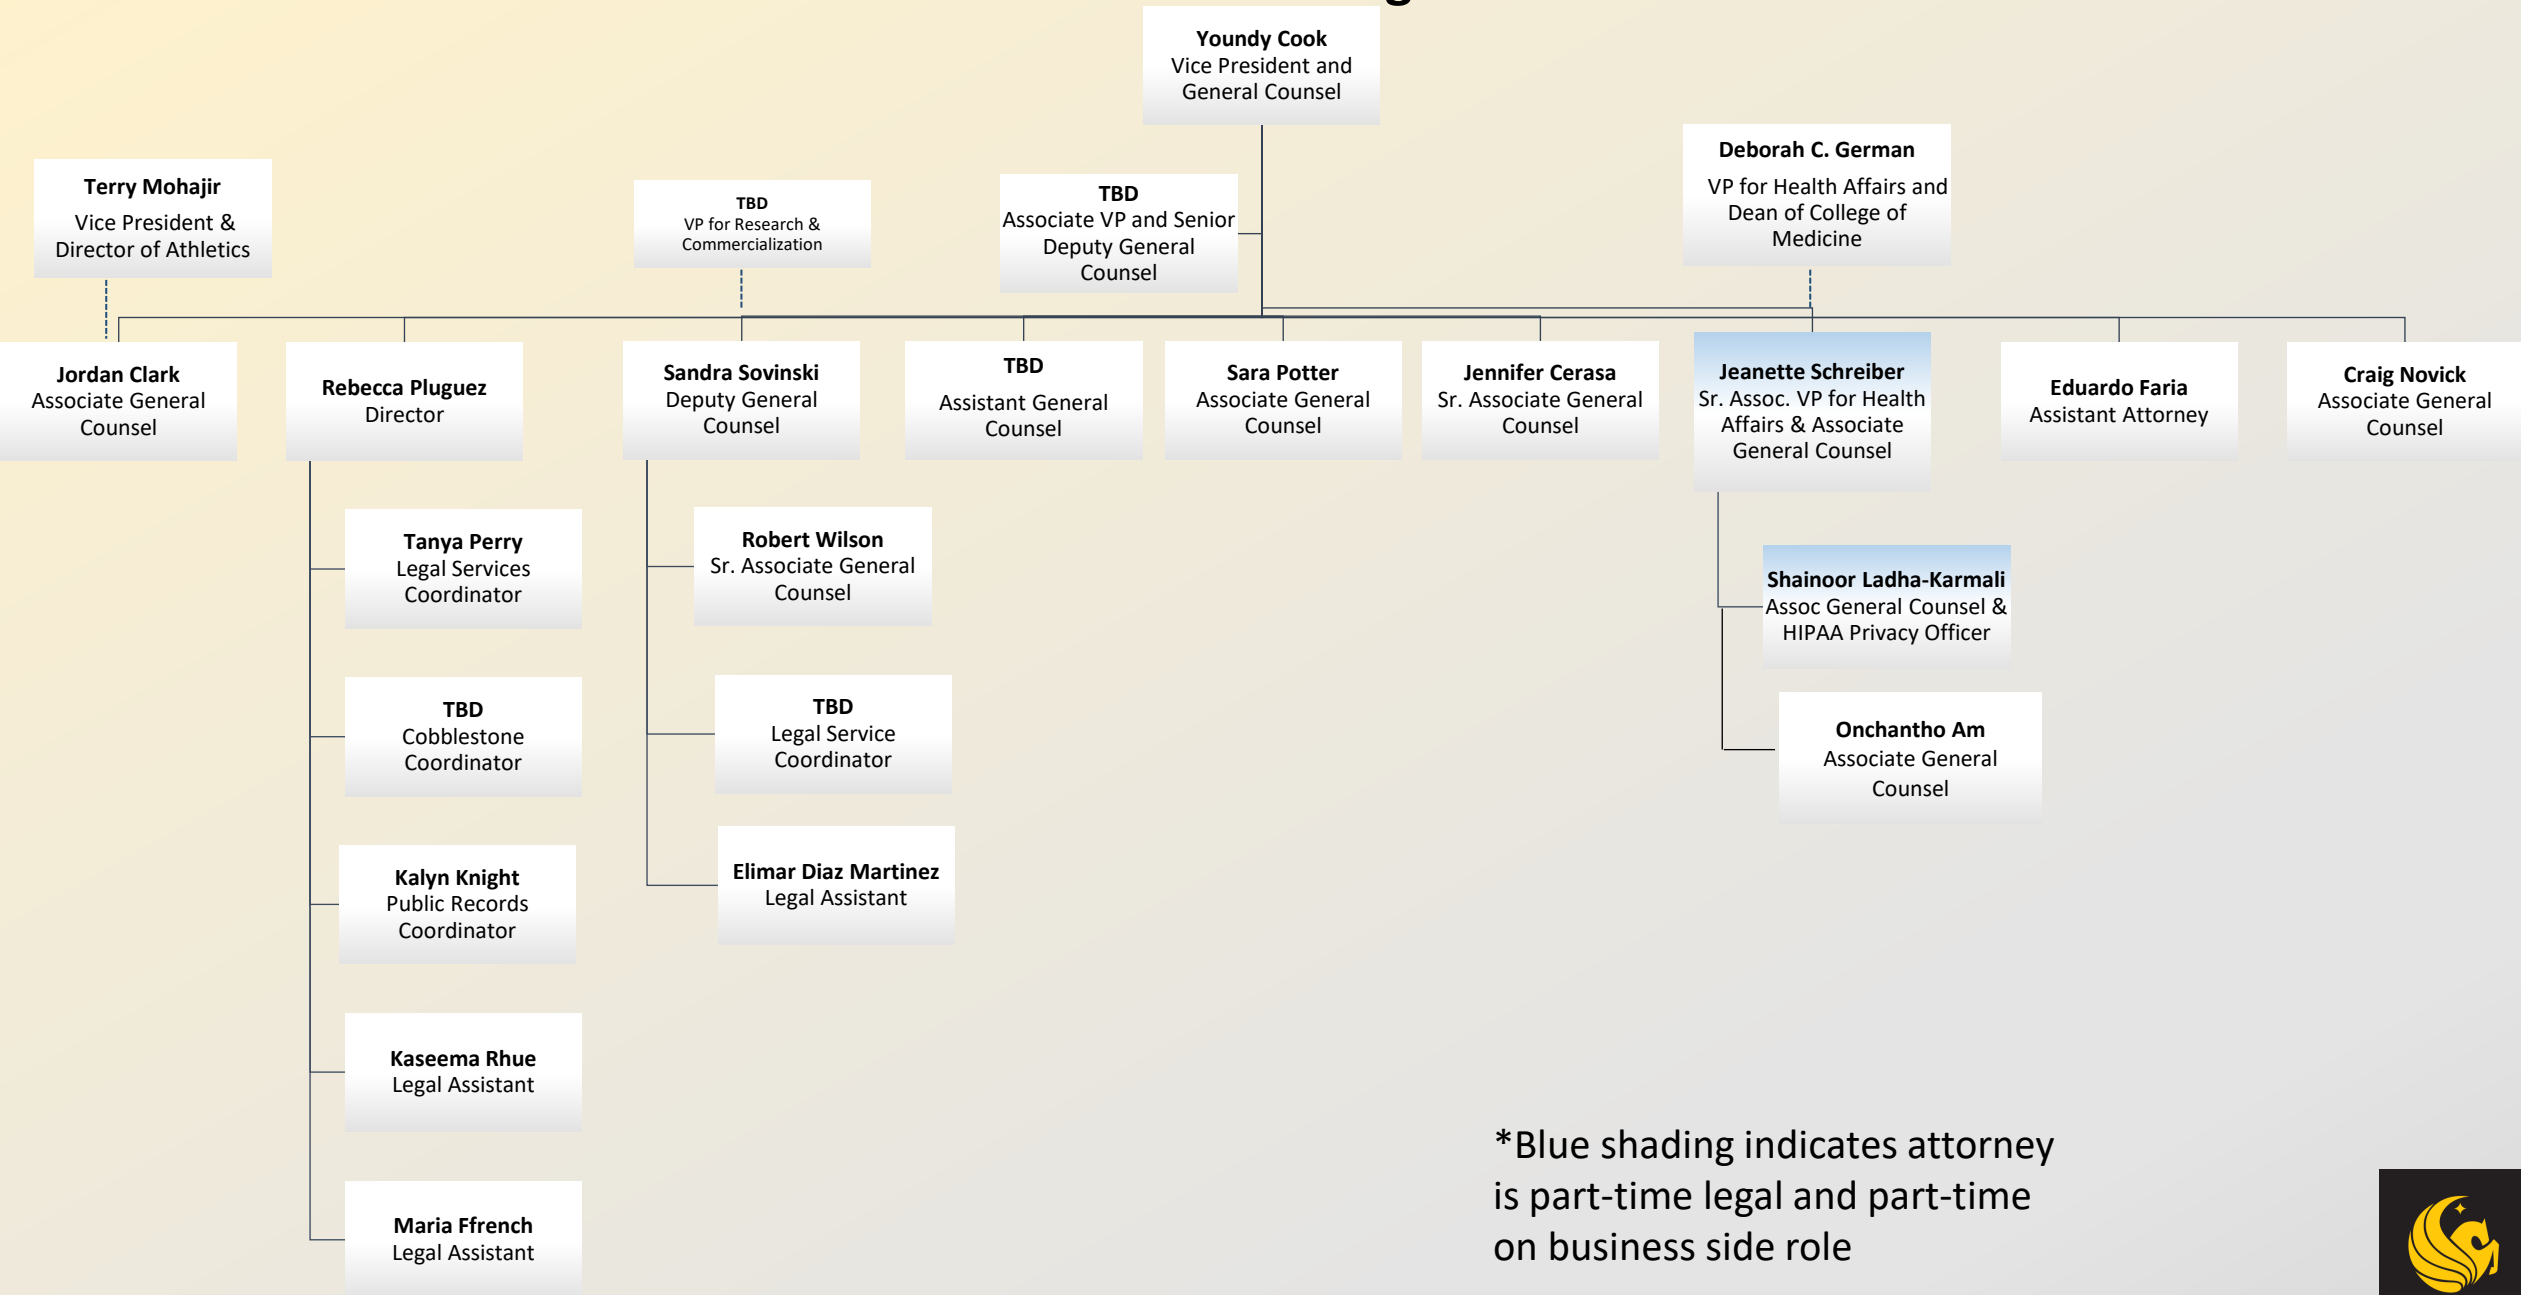 Youndy Cook
Vice President and
General Counsel
Deborah C. German
VP for Health Affairs and
Dean of College of
Medicine
Terry Mohajir
Vice President &
Director of Athletics
TBD
VP for Research &
Commercialization
TBD
Associate VP and Senior
Deputy General
Counsel
Jordan Clark
Associate General
Counsel
Rebecca Pluguez
Director
Sandra Sovinski
Deputy General
Counsel
TBD
Assistant General
Counsel
Sara Potter
Associate General
Counsel
Jennifer Cerasa
Sr. Associate General
Counsel
Jeanette Schreiber
Sr. Assoc. VP for Health
Affairs & Associate
General Counsel
Eduardo Faria
Assistant Attorney
Craig Novick
Associate General
Counsel
Tanya Perry
Legal Services
Coordinator
TBD
Cobblestone
Coordinator
Kalyn Knight
Public Records
Coordinator
Kaseema Rhue
Legal Assistant
Maria Ffrench
Legal Assistant
Robert Wilson
Sr. Associate General
Counsel
TBD
Legal Service
Coordinator
Elimar Diaz Martinez
Legal Assistant
Shainoor Ladha-Karmali
Assoc General Counsel &
HIPAA Privacy Officer
Onchantho Am
Associate General
Counsel
*Blue shading indicates attorney
is part-time legal and part-time
on business side role